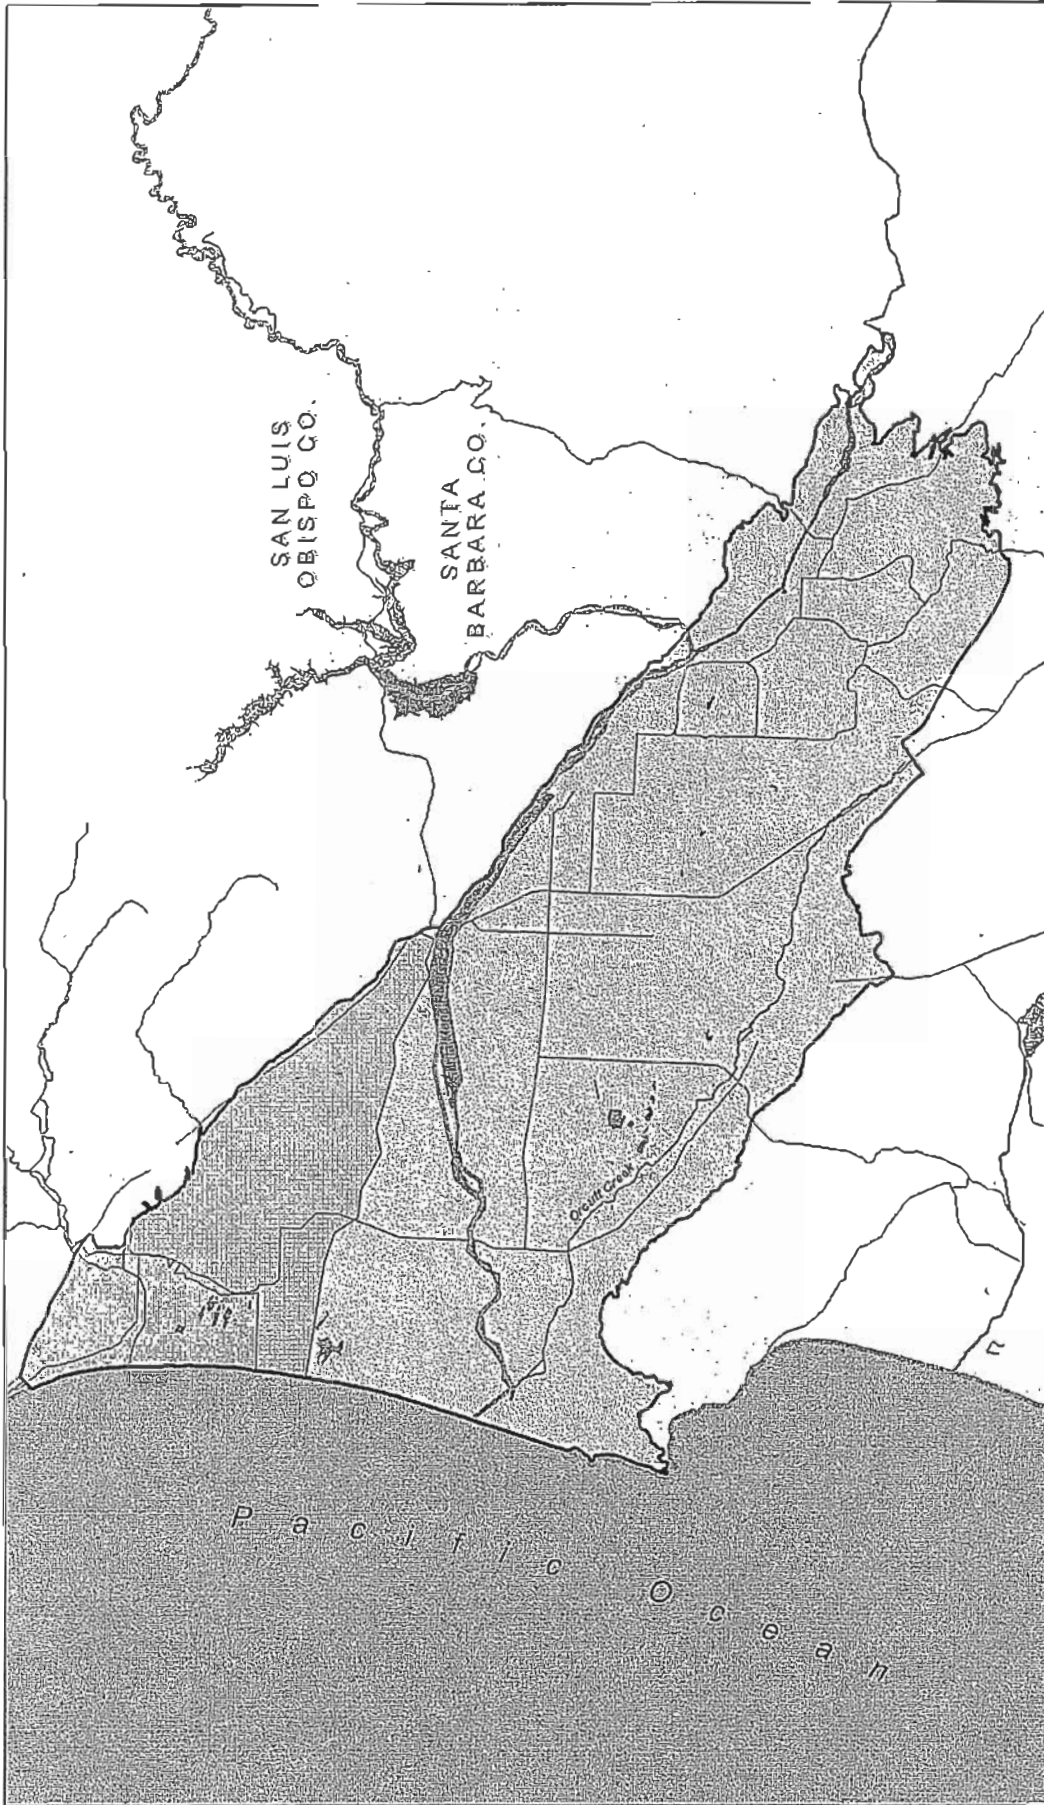 SAN LUIS
OBISPO CO.
SANTA
BARBARA CO.
Orcutt Creek
Pacific Ocean